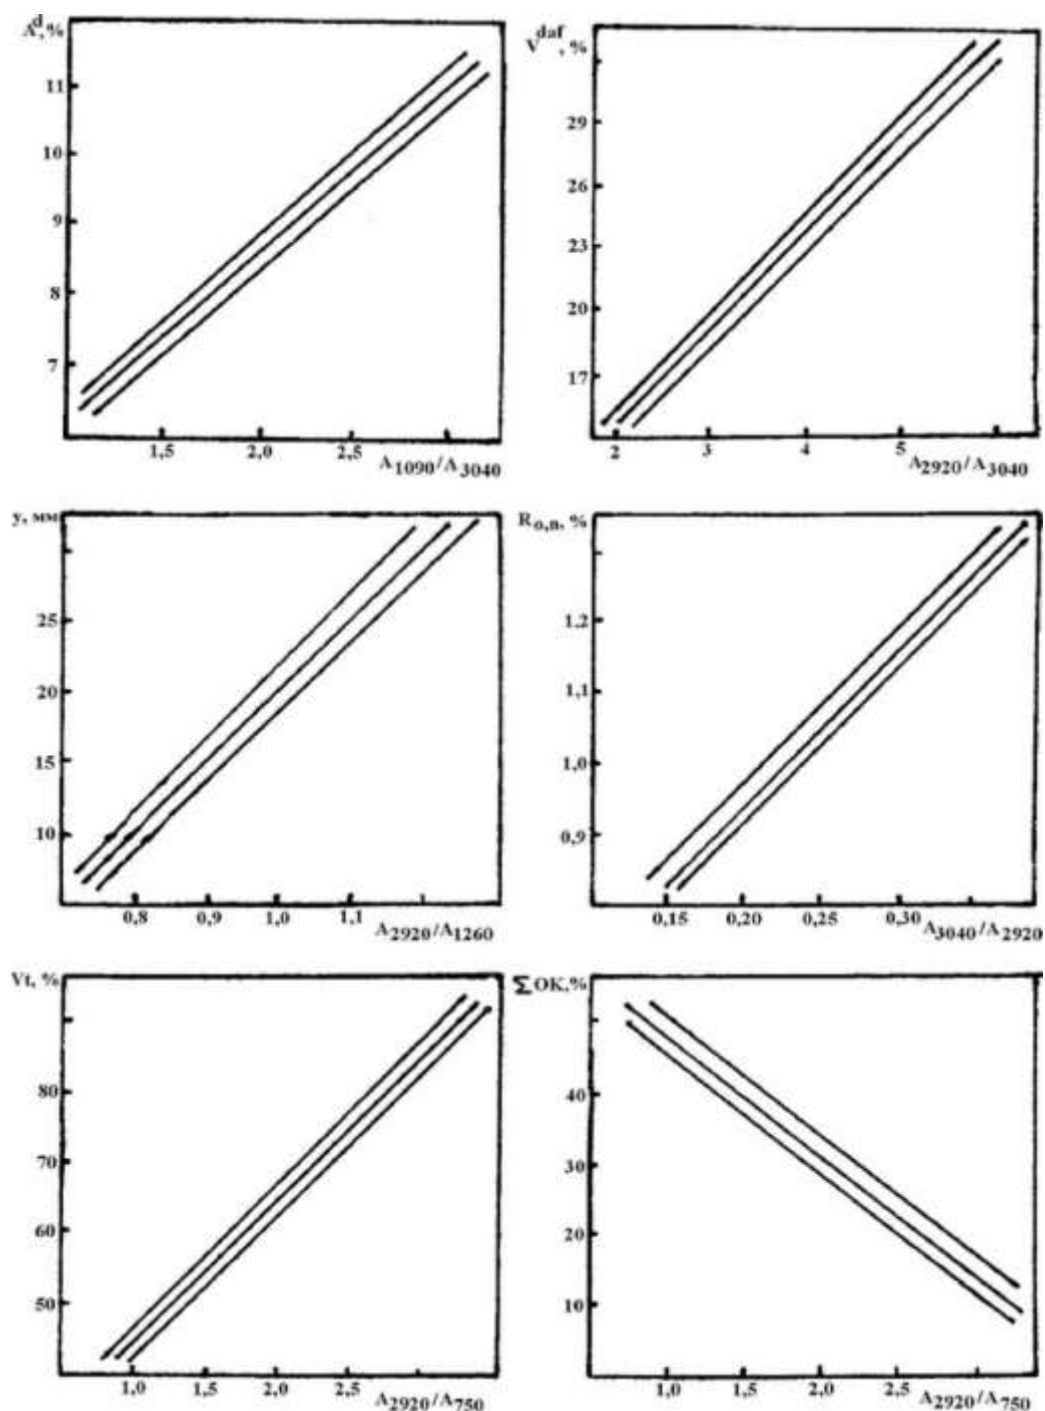 A^d, %
11
10
9
8
7
1,5 2,0 2,5
A1090/A3040
V^daf, %
29
26
23
20
17
2 3 4 5
A2920/A3040
y, мм
25
20
15
10
0,8 0,9 1,0 1,1
A2920/A1260
Ro,n, %
1,2
1,1
1,0
0,9
0,15 0,20 0,25 0,30
A3040/A2920
Vt, %
80
70
60
50
1,0 1,5 2,0 2,5
A2920/A750
ΣOK,%
40
30
20
10
1,0 1,5 2,0 2,5
A2920/A750